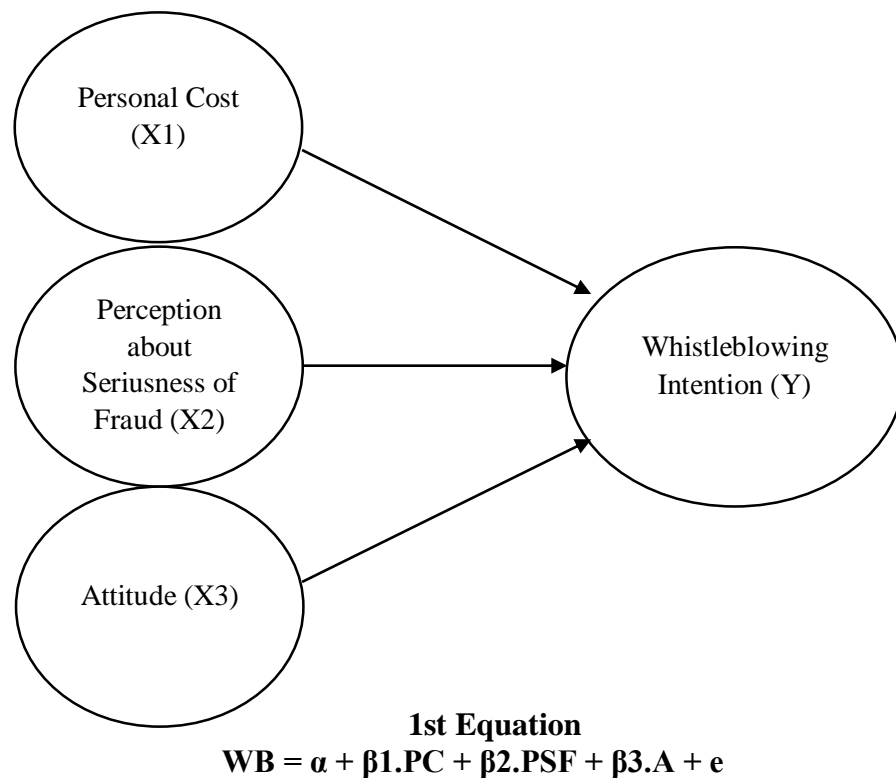 Personal Cost
(X1)
Perception
about
Seriusness of
Fraud (X2)
Whistleblowing
Intention (Y)
Attitude (X3)
1st Equation
WB = α + β1.PC + β2.PSF + β3.A + e